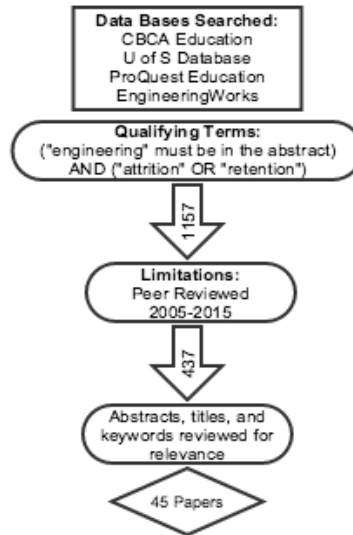 Data Bases Searched:
CBCA Education
U of S Database
ProQuest Education
EngineeringWorks
Qualifying Terms:
("engineering" must be in the abstract)
AND ("attrition" OR "retention")
1157
Limitations:
Peer Reviewed
2005-2015
437
Abstracts, titles, and
keywords reviewed for
relevance
45 Papers